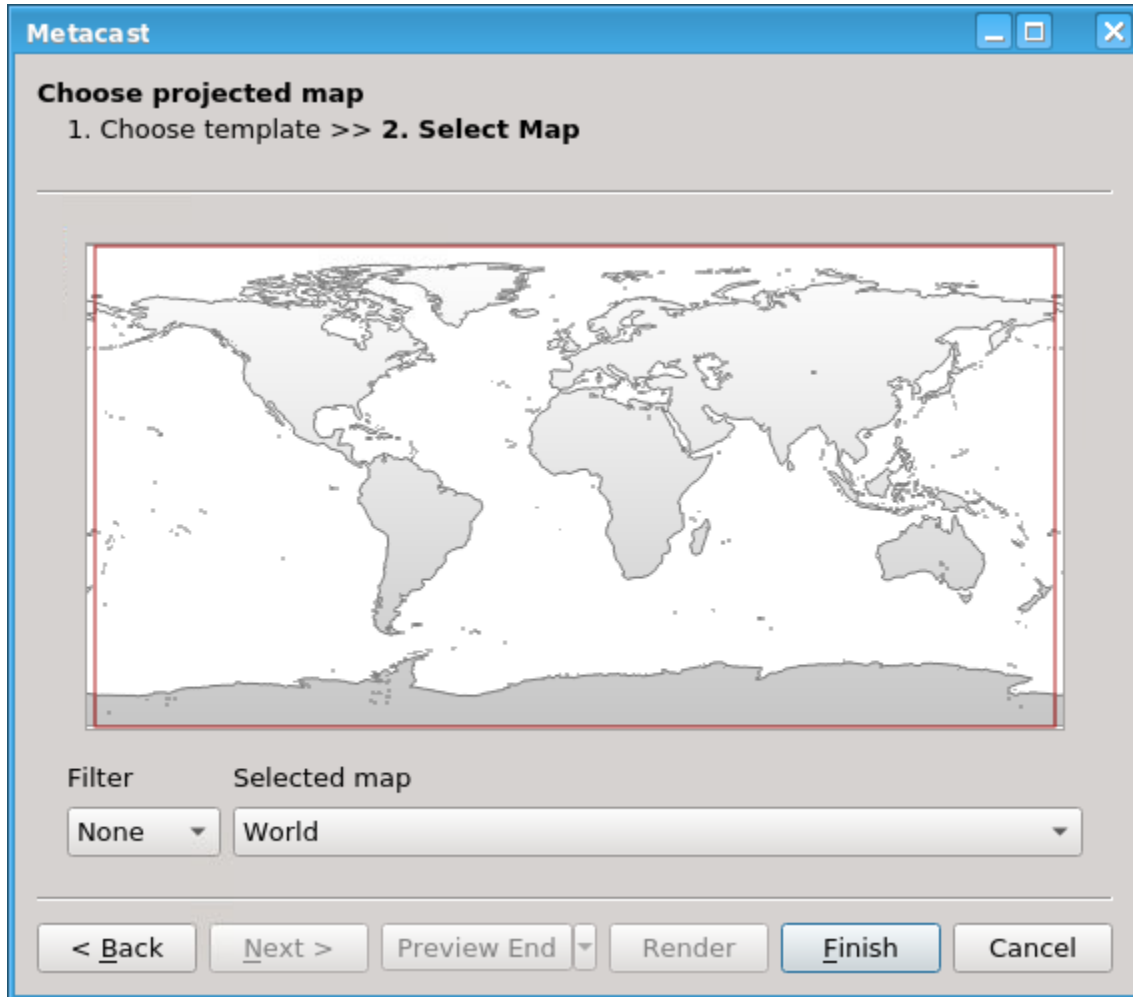 Metacast
Choose projected map
1. Choose template >> 2. Select Map
Filter Selected map
None World
< Back Next > Preview End Render Finish Cancel